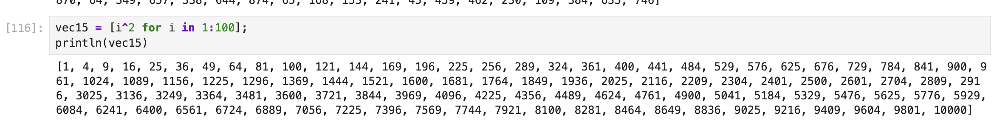 870, 64, 349, 657, 338, 644, 874, 65, 168, 153, 241, 45, 459, 462, 230, 109, 384, 633, 746]
[116]: vec15 = [i^2 for i in 1:100];
println(vec15)
[1, 4, 9, 16, 25, 36, 49, 64, 81, 100, 121, 144, 169, 196, 225, 256, 289, 324, 361, 400, 441, 484, 529, 576, 625, 676, 729, 784, 841, 900, 9
61, 1024, 1089, 1156, 1225, 1296, 1369, 1444, 1521, 1600, 1681, 1764, 1849, 1936, 2025, 2116, 2209, 2304, 2401, 2500, 2601, 2704, 2809, 291
6, 3025, 3136, 3249, 3364, 3481, 3600, 3721, 3844, 3969, 4096, 4225, 4356, 4489, 4624, 4761, 4900, 5041, 5184, 5329, 5476, 5625, 5776, 5929,
6084, 6241, 6400, 6561, 6724, 6889, 7056, 7225, 7396, 7569, 7744, 7921, 8100, 8281, 8464, 8649, 8836, 9025, 9216, 9409, 9604, 9801, 10000]